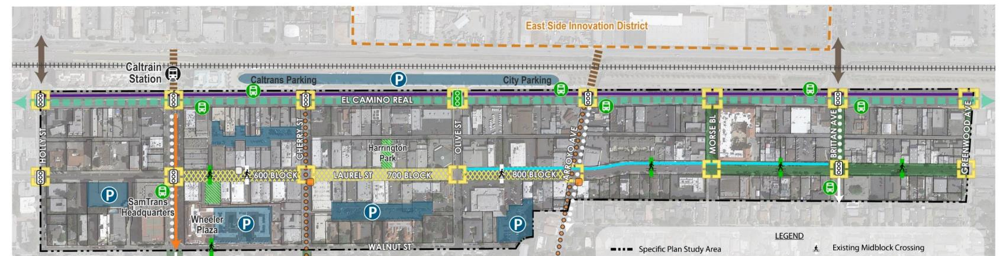 East Side Innovation District
Caltrain
Station
Caltrans Parking
P
City Parking
EL CAMINO REAL
HOLLY ST
CHERRY ST
OLIVE ST
ARROYO AVE
MORSE BL
BRITTAN AVE
GREENWOOD AVE
Harrington
Park
600 BLOCK
LAUREL ST
700 BLOCK
800 BLOCK
P
SamTrans
Headquarters
Wheeler
Plaza
P
P
P
WALNUT ST
LEGEND
Specific Plan Study Area
Existing Midblock Crossing